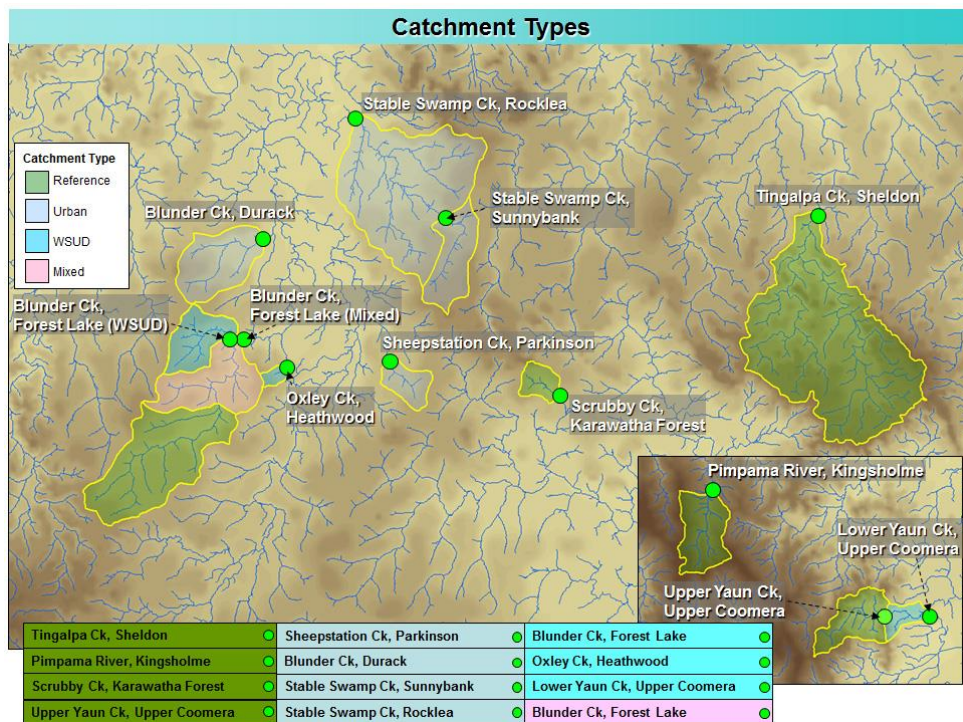 Catchment Types
Stable Swamp Ck, Rocklea
Catchment Type
Reference
Urban
WSUD
Mixed
Stable Swamp Ck,
Sunnybank
Tingalpa Ck, Sheldon
Blunder Ck, Durack
Blunder Ck,
Forest Lake (WSUD)
Blunder Ck,
Forest Lake (Mixed)
Sheepstation Ck, Parkinson
Oxley Ck,
Heathwood
Scrubby Ck,
Karawatha Forest
Pimpama River, Kingsholme
Lower Yaun Ck,
Upper Coomera
Upper Yaun Ck,
Upper Coomera
Tingalpa Ck, Sheldon
Pimpama River, Kingsholme
Scrubby Ck, Karawatha Forest
Upper Yaun Ck, Upper Coomera
Sheepstation Ck, Parkinson
Blunder Ck, Durack
Stable Swamp Ck, Sunnybank
Stable Swamp Ck, Rocklea
Blunder Ck, Forest Lake
Oxley Ck, Heathwood
Lower Yaun Ck, Upper Coomera
Blunder Ck, Forest Lake